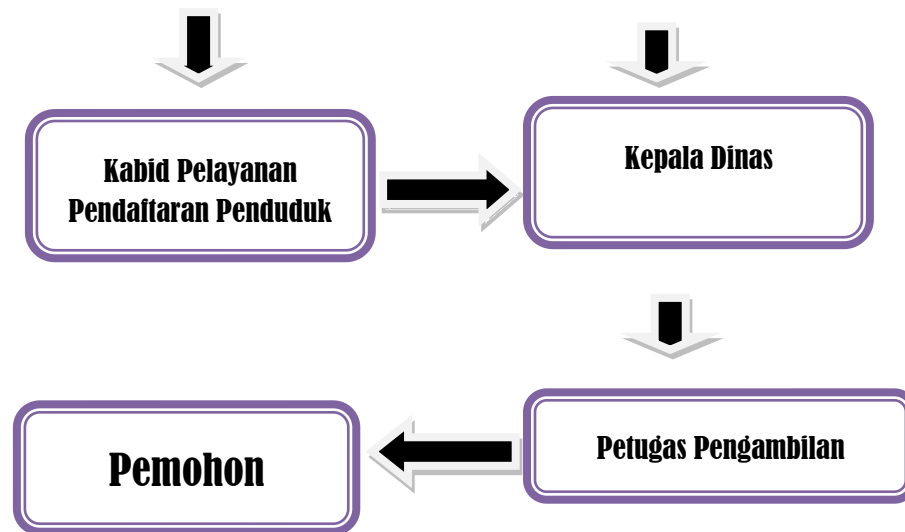 Kabid Pelayanan
Pendaftaran Penduduk
Kepala Dinas
Petugas Pengambilan
Pemohon